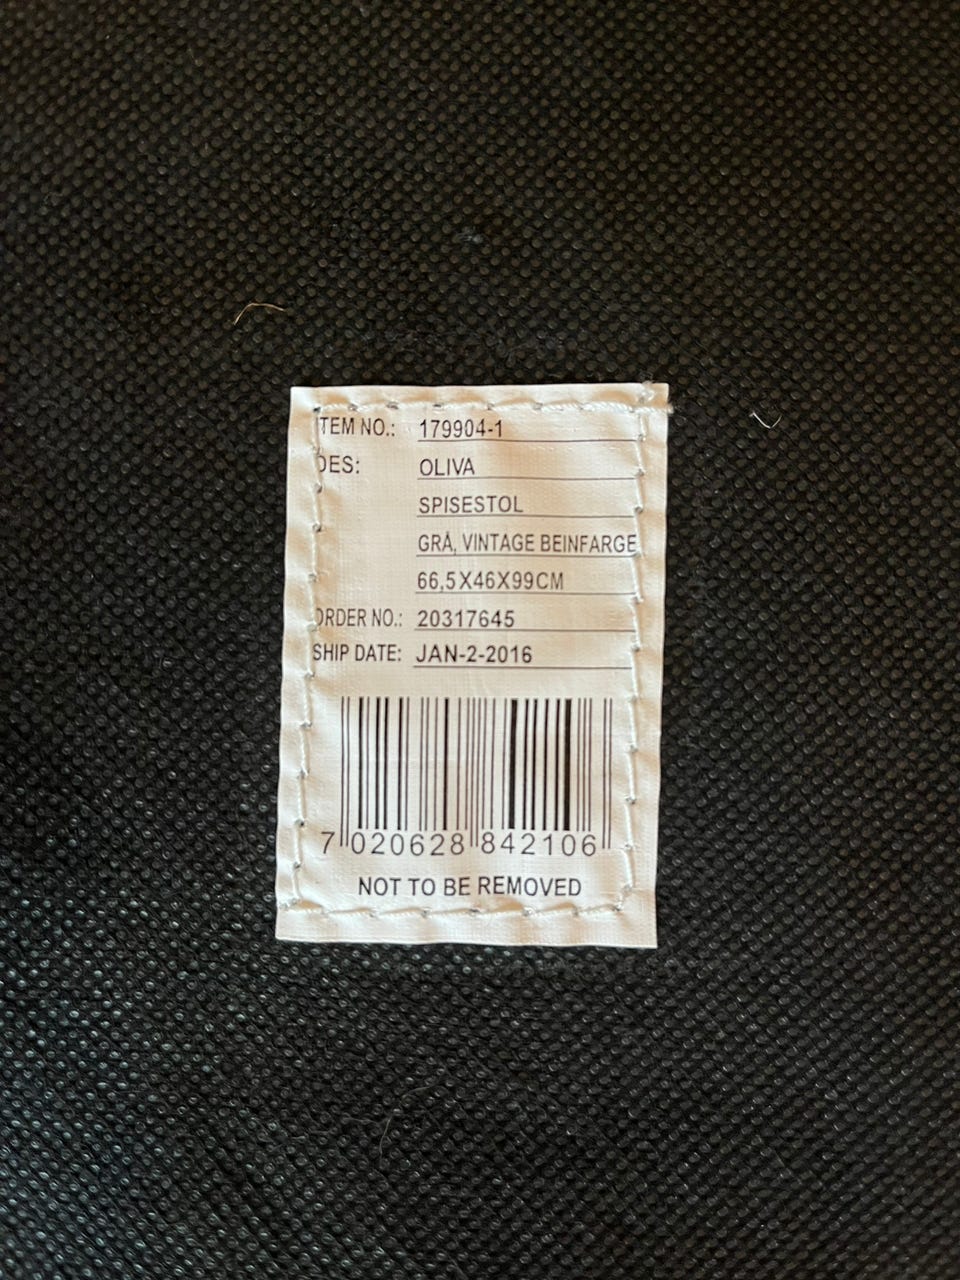 ITEM NO.: 179904-1
DES: OLIVA
SPISESTOL
GRÅ, VINTAGE BEINFARGE
66,5X46X99CM
ORDER NO.: 20317645
SHIP DATE: JAN-2-2016
7 020628 842106
NOT TO BE REMOVED